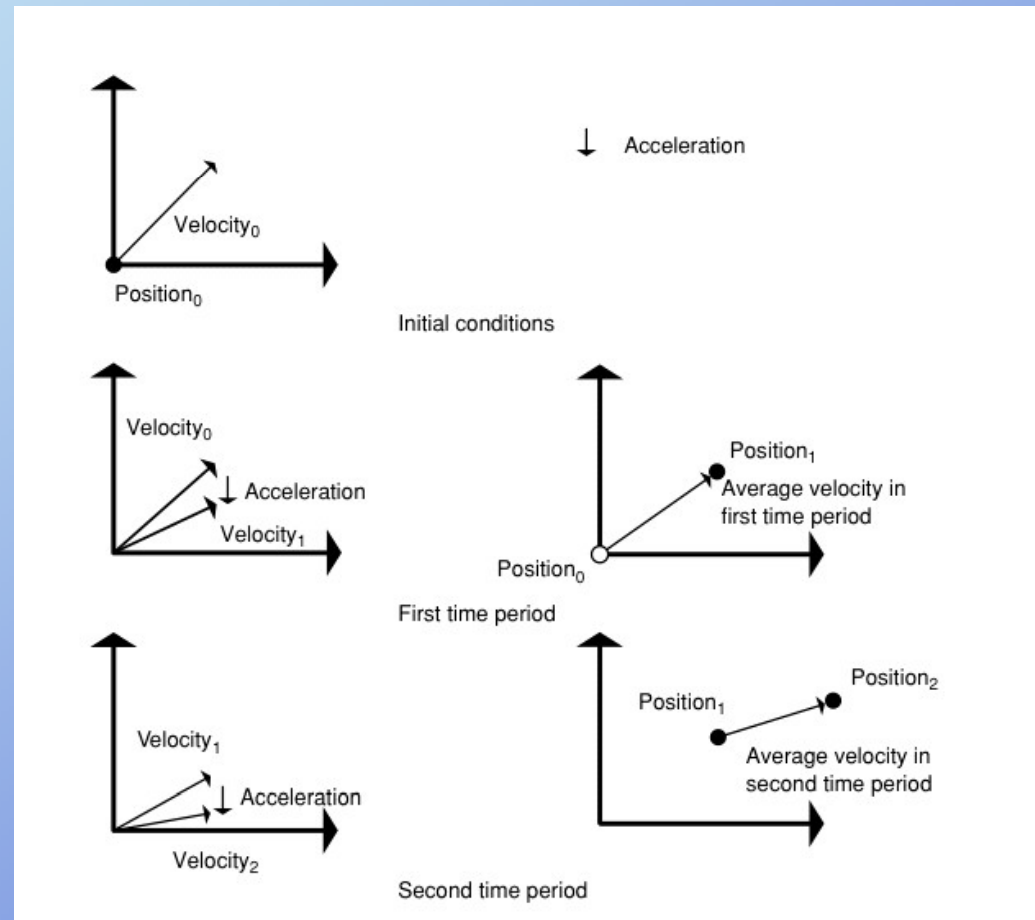 Acceleration
Velocity₀
Position₀
Initial conditions
Velocity₀
Acceleration
Velocity₁
Position₁
Average velocity in
first time period
Position₀
First time period
Velocity₁
Acceleration
Velocity₂
Position₂
Position₁
Average velocity in
second time period
Second time period